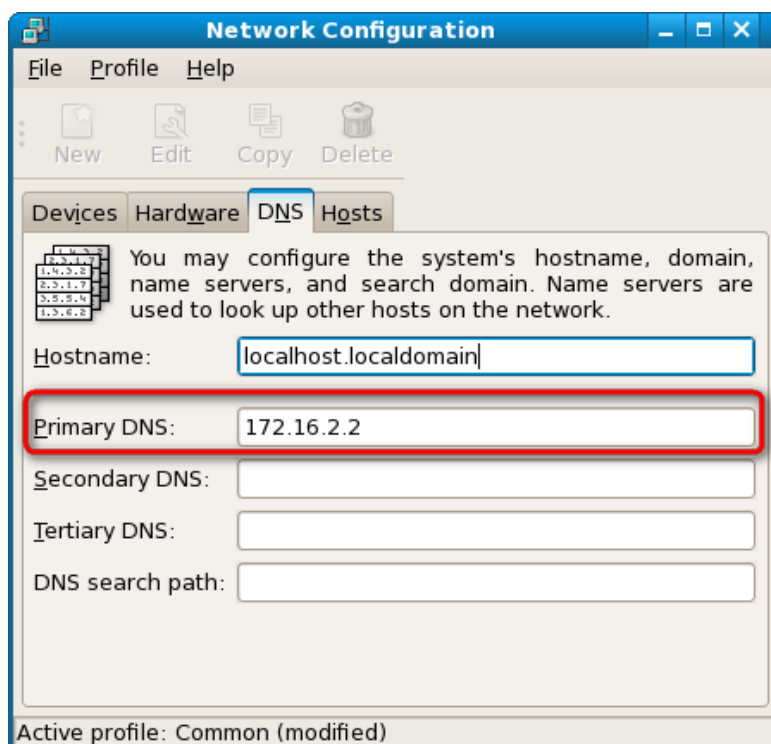 Network Configuration
File Profile Help
New Edit Copy Delete
Devices Hardware DNS Hosts
You may configure the system's hostname, domain,
name servers, and search domain. Name servers are
used to look up other hosts on the network.
Hostname: localhost.localdomain
Primary DNS: 172.16.2.2
Secondary DNS:
Tertiary DNS:
DNS search path:
Active profile: Common (modified)